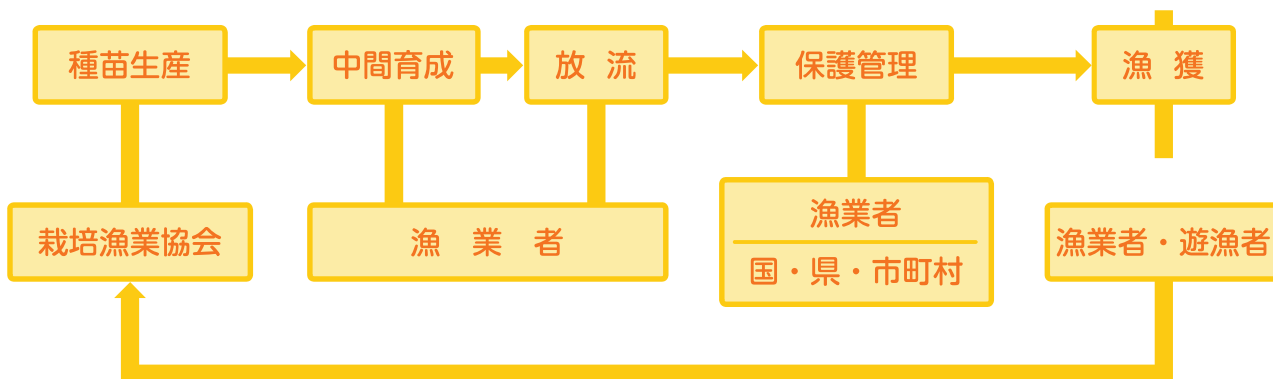 種苗生産
中間育成
放流
保護管理
漁獲
栽培漁業協会
漁業者
漁業者
国・県・市町村
漁業者・遊漁者